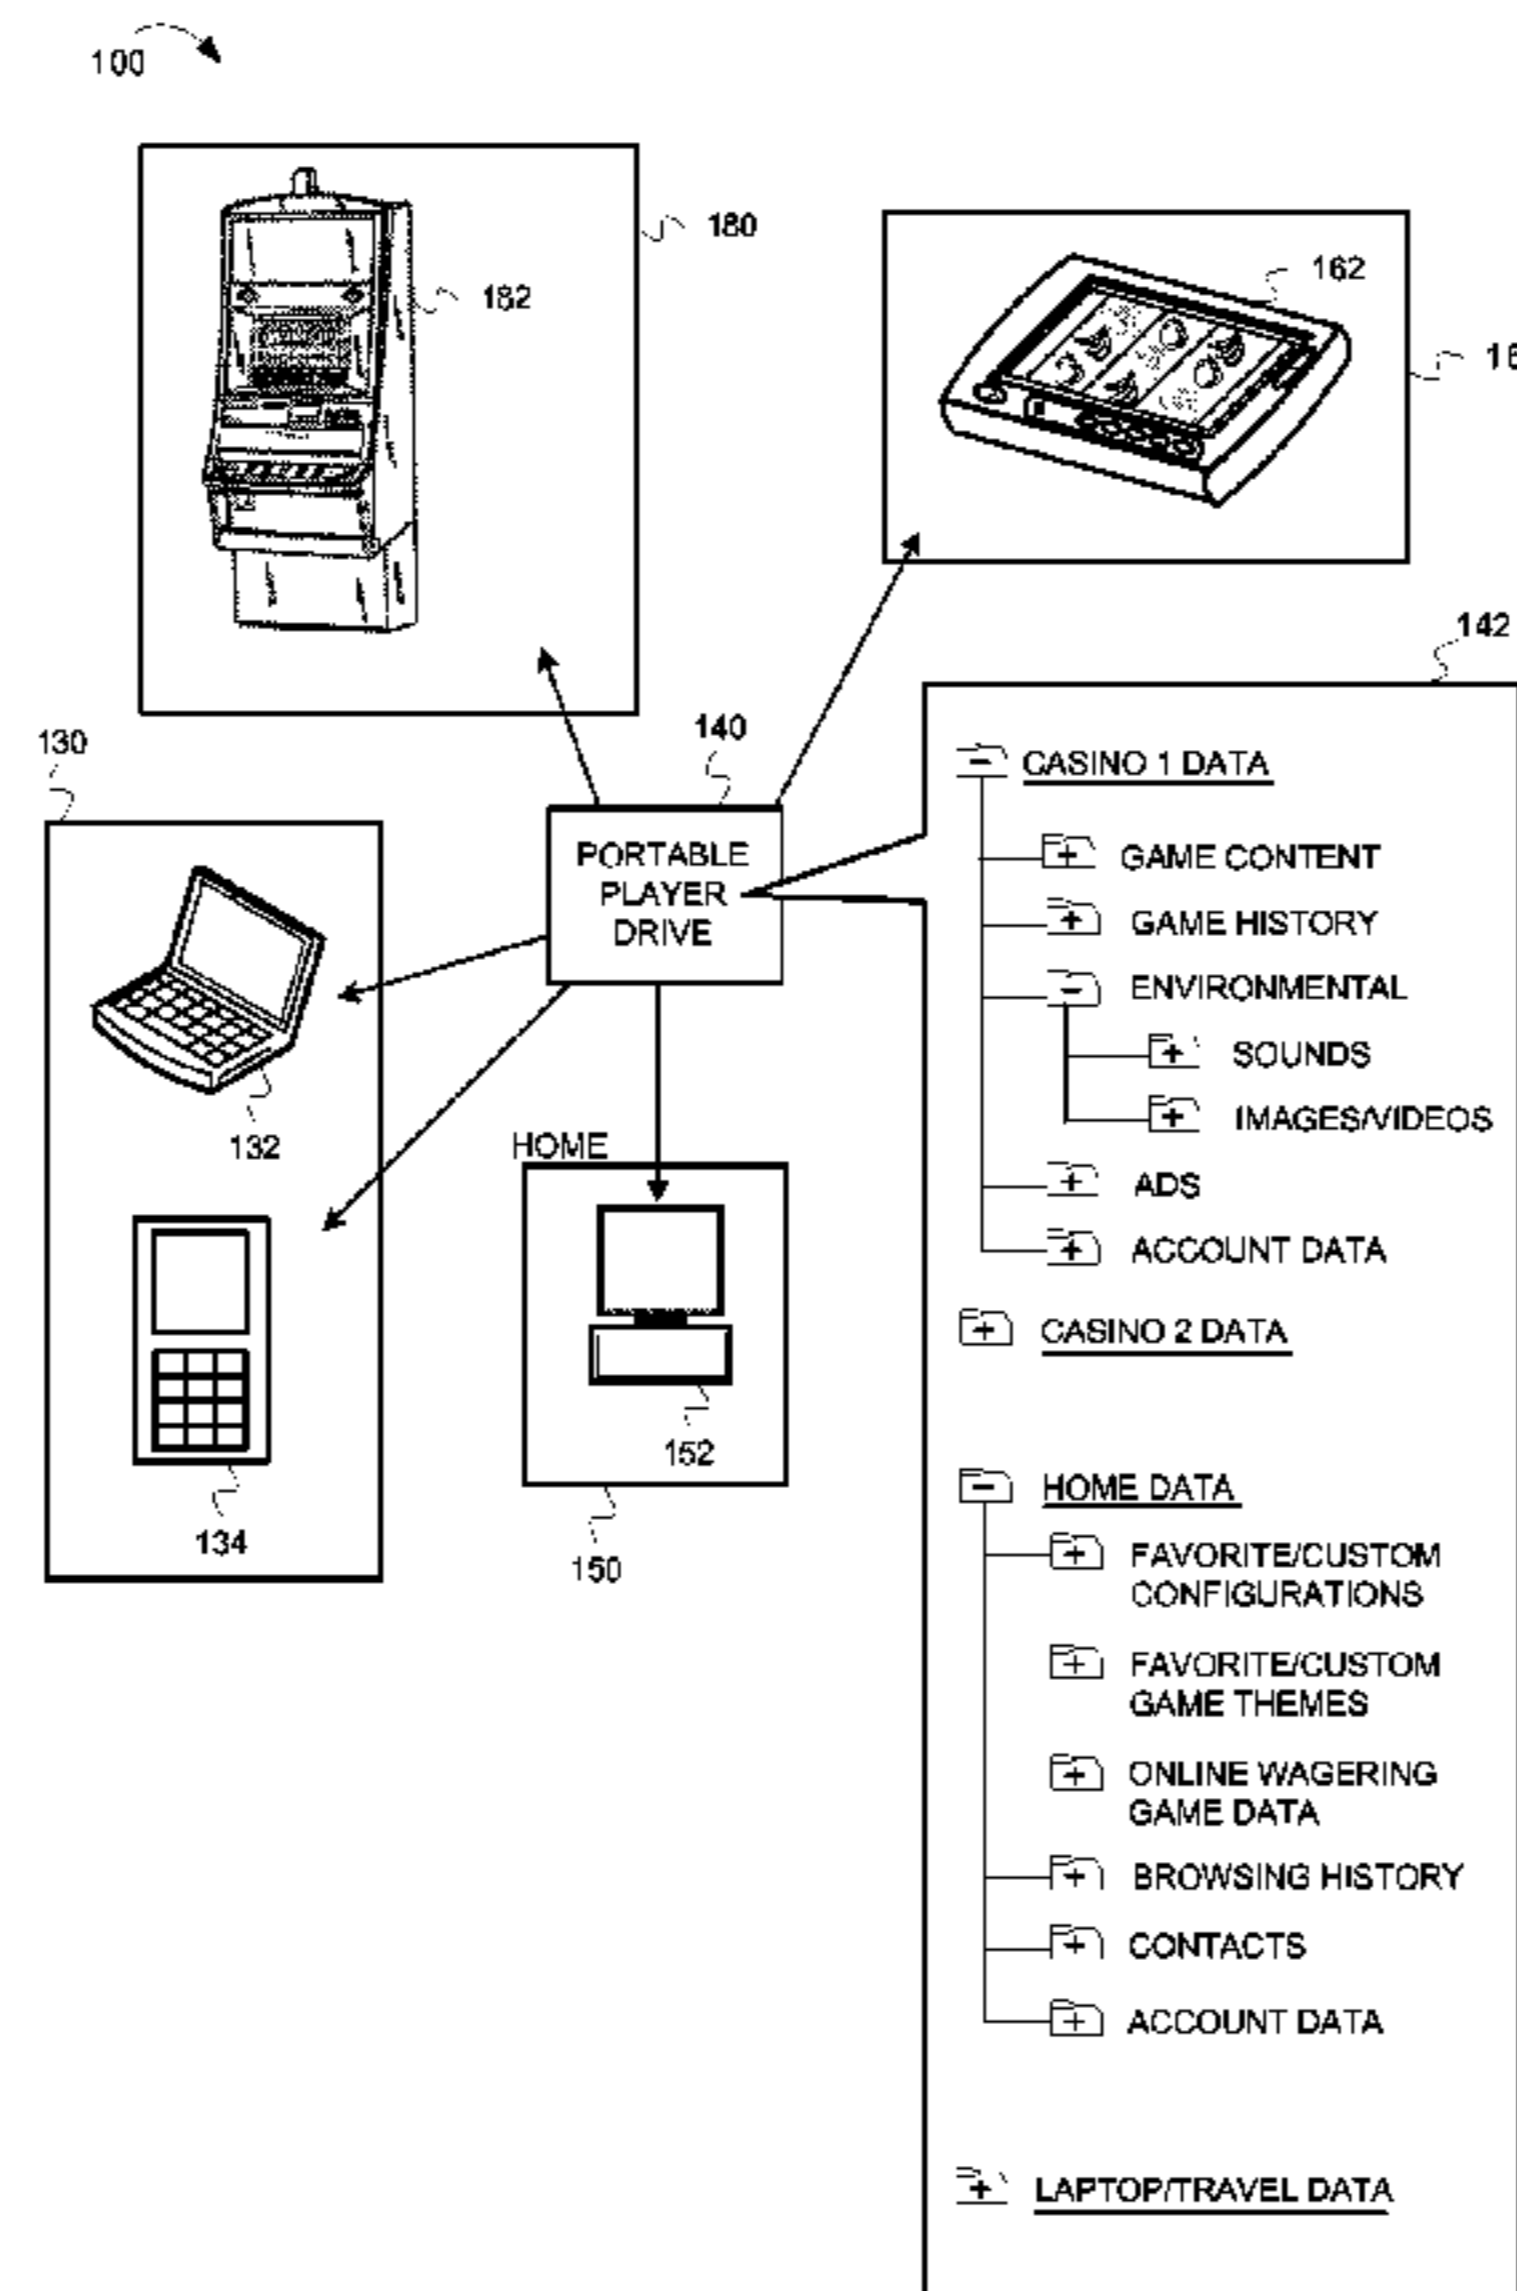 100
180
182
162
142
140
130
PORTABLE
PLAYER
DRIVE
132
134
HOME
152
150
CASINO 1 DATA
GAME CONTENT
GAME HISTORY
ENVIRONMENTAL
SOUNDS
IMAGES/VIDEOS
ADS
ACCOUNT DATA
CASINO 2 DATA
HOME DATA
FAVORITE/CUSTOM
CONFIGURATIONS
FAVORITE/CUSTOM
GAME THEMES
ONLINE WAGERING
GAME DATA
BROWSING HISTORY
CONTACTS
ACCOUNT DATA
LAPTOP/TRAVEL DATA